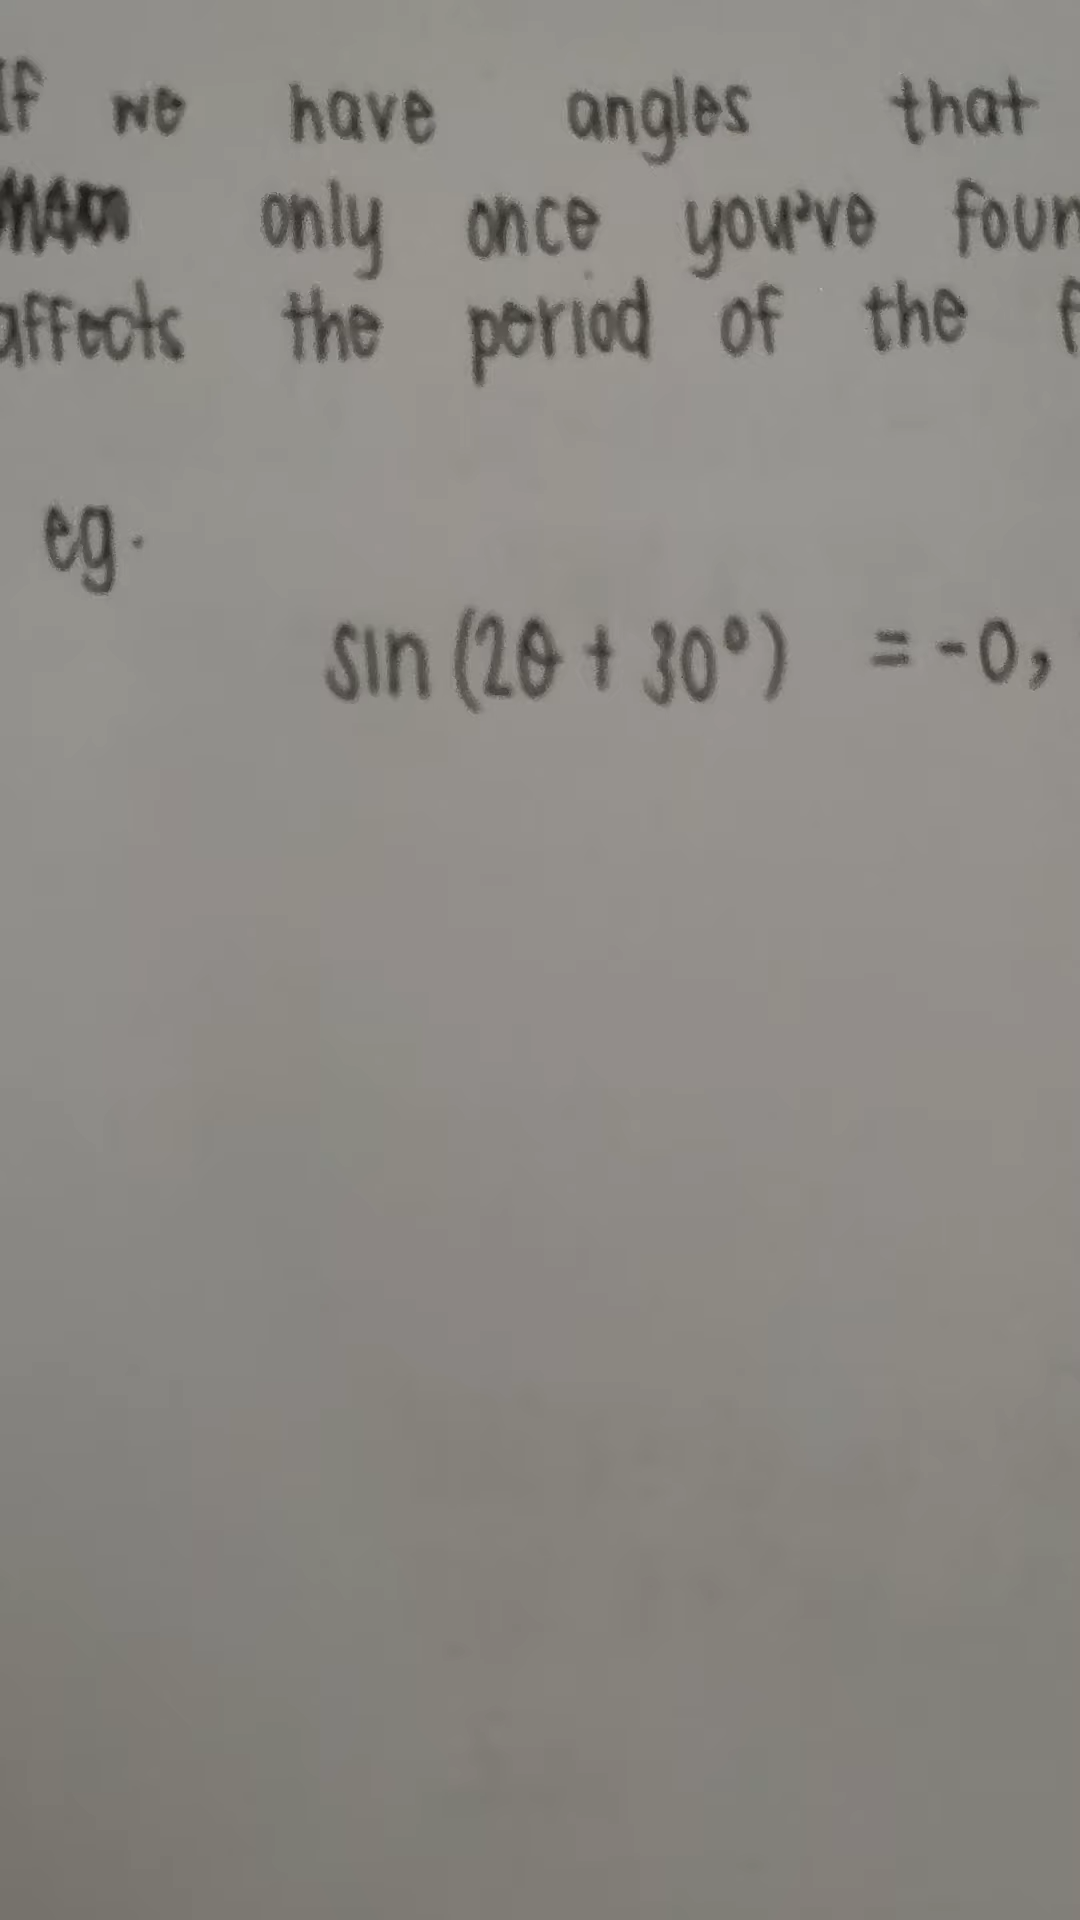 If we have angles that
only once you've foun
affects the period of the f
eg.
sin (2θ + 30°) = -0,